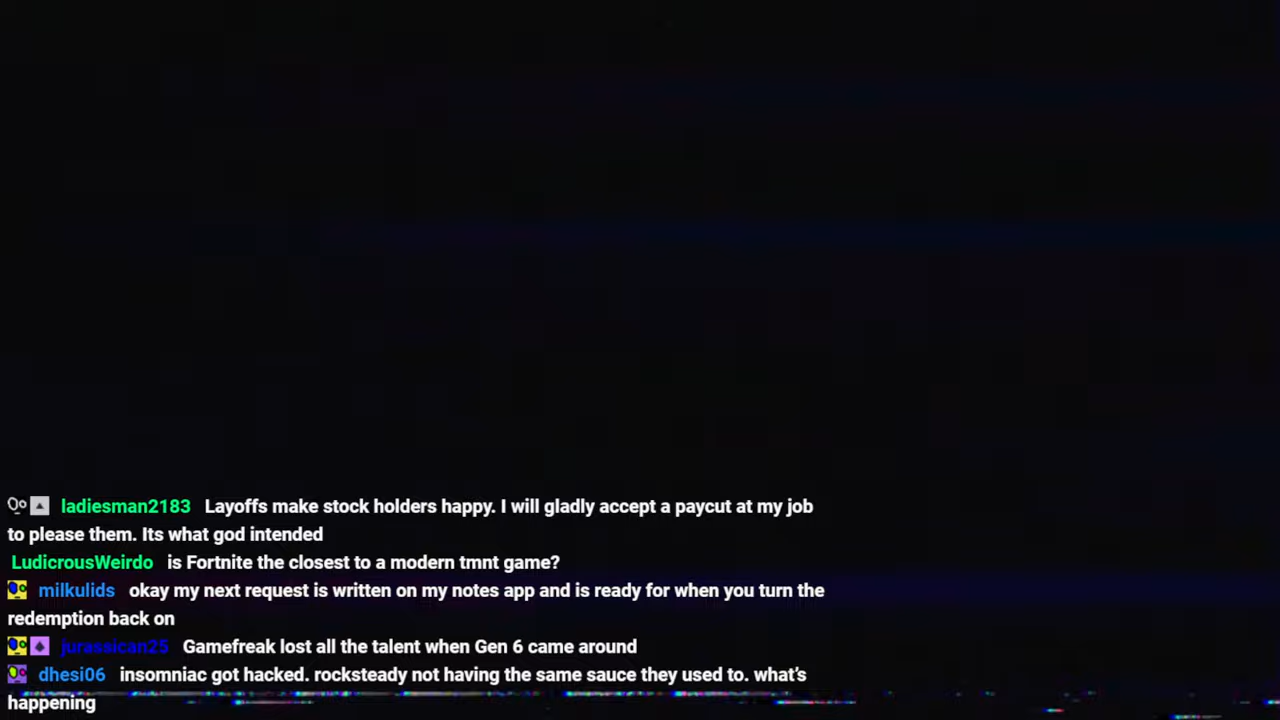 ladiesman2183 Layoffs make stock holders happy. I will gladly accept a paycut at my job
to please them. Its what god intended
LudicrousWeirdo is Fortnite the closest to a modern tmnt game?
milkulids okay my next request is written on my notes app and is ready for when you turn the
redemption back on
jurassican25 Gamefreak lost all the talent when Gen 6 came around
dhesi06 insomniac got hacked. rocksteady not having the same sauce they used to. what's
happening